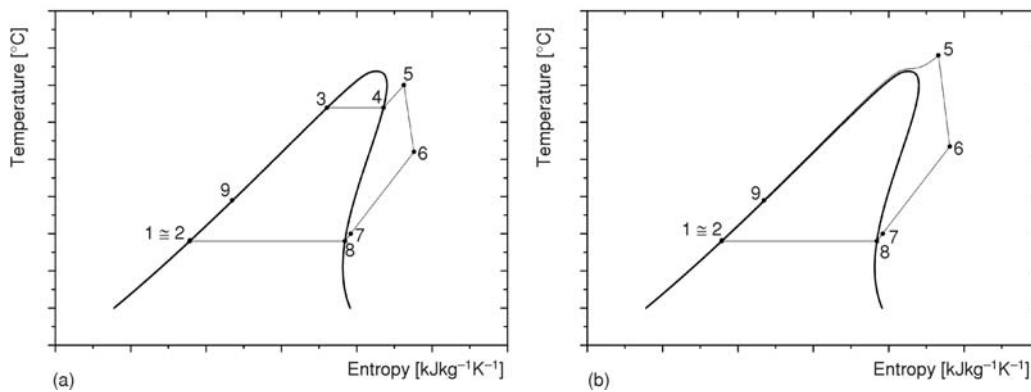 Temperature [°C]
3
4
5
6
9
1 ≅ 2
7
8
Entropy [kJkg⁻¹K⁻¹]
(a)
Temperature [°C]
5
6
9
1 ≅ 2
7
8
Entropy [kJkg⁻¹K⁻¹]
(b)